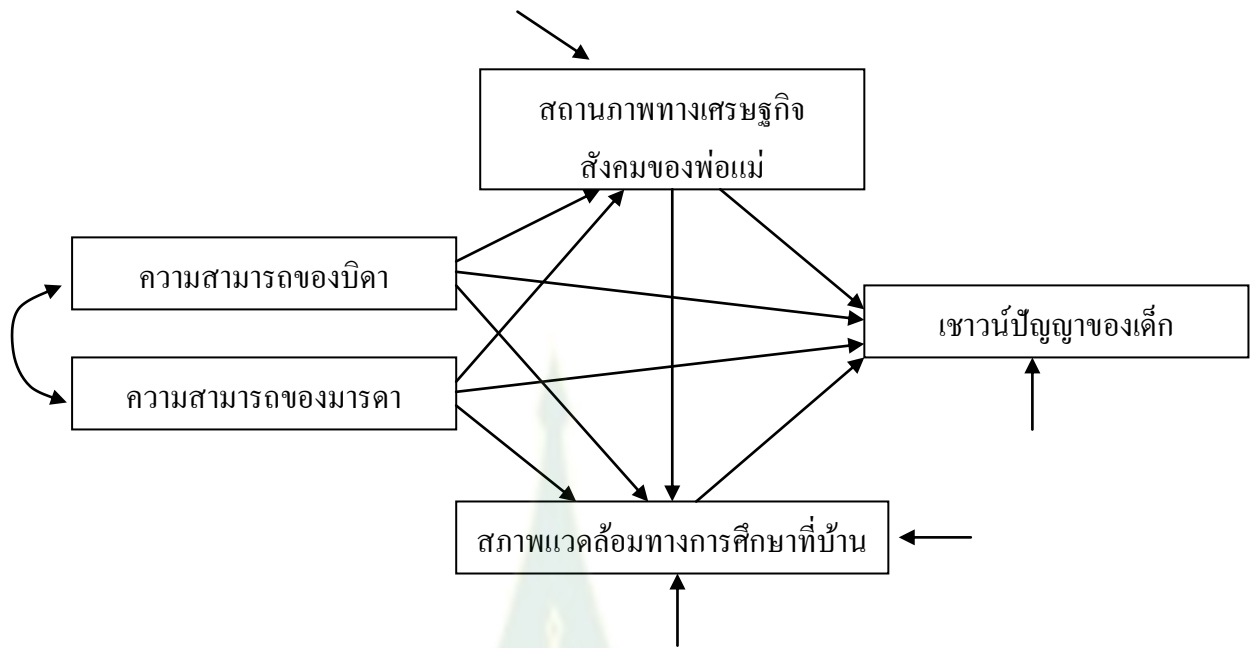 สถานภาพทางเศรษฐกิจ
สังคมของพ่อแม่
ความสามารถของบิดา
เชาวน์ปัญญาของเด็ก
ความสามารถของมารดา
สภาพแวดล้อมทางการศึกษาที่บ้าน